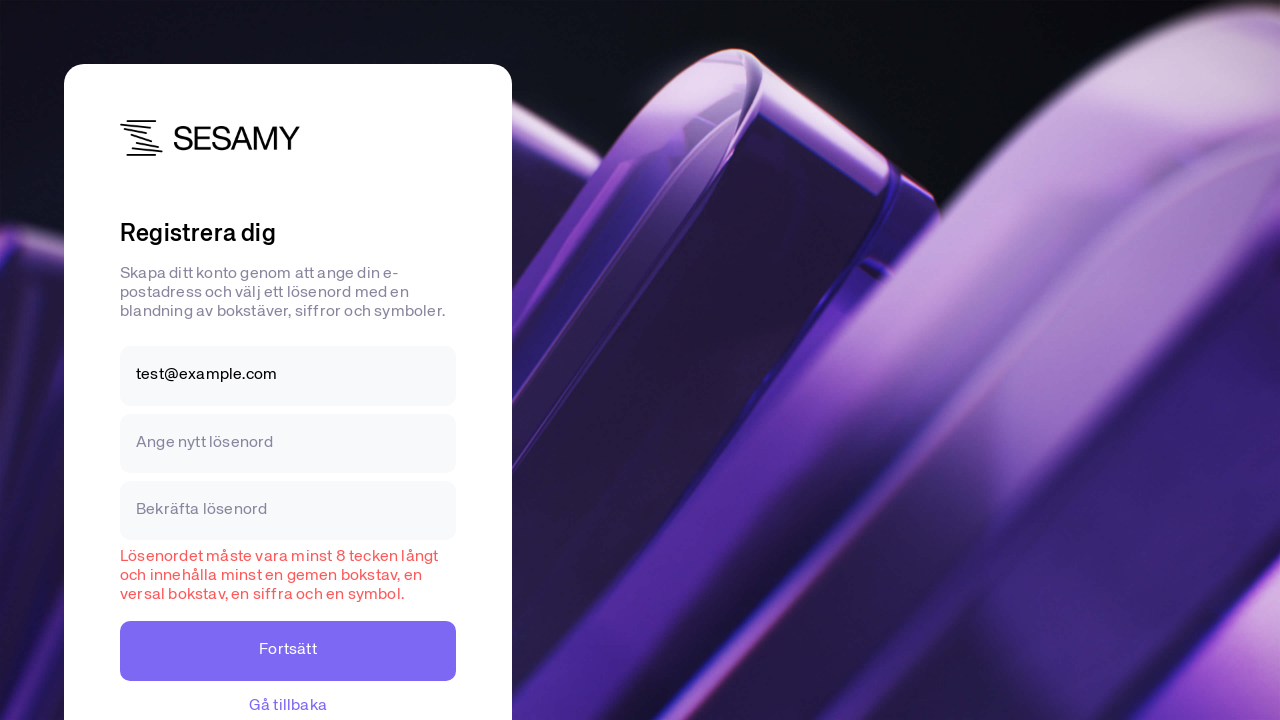 SESAMY
Registrera dig
Skapa ditt konto genom att ange din e-
postadress och välj ett lösenord med en
blandning av bokstäver, siffror och symboler.
test@example.com
Ange nytt lösenord
Bekräfta lösenord
Lösenordet måste vara minst 8 tecken långt
och innehålla minst en gemen bokstav, en
versal bokstav, en siffra och en symbol.
Fortsätt
Gå tillbaka